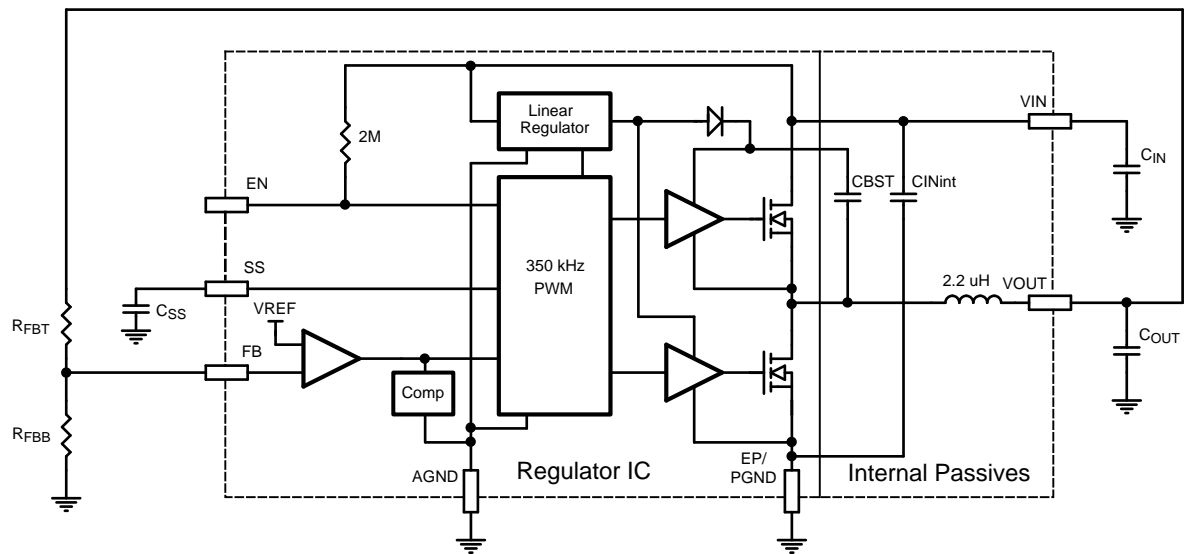 VIN
Linear
Regulator
2M
CIN
CBST
CINint
EN
350 kHz
PWM
SS
2.2 uH
VOUT
CSS
VREF
RFBT
FB
COUT
Comp
RFBB
AGND
Regulator IC
EP/
PGND
Internal Passives